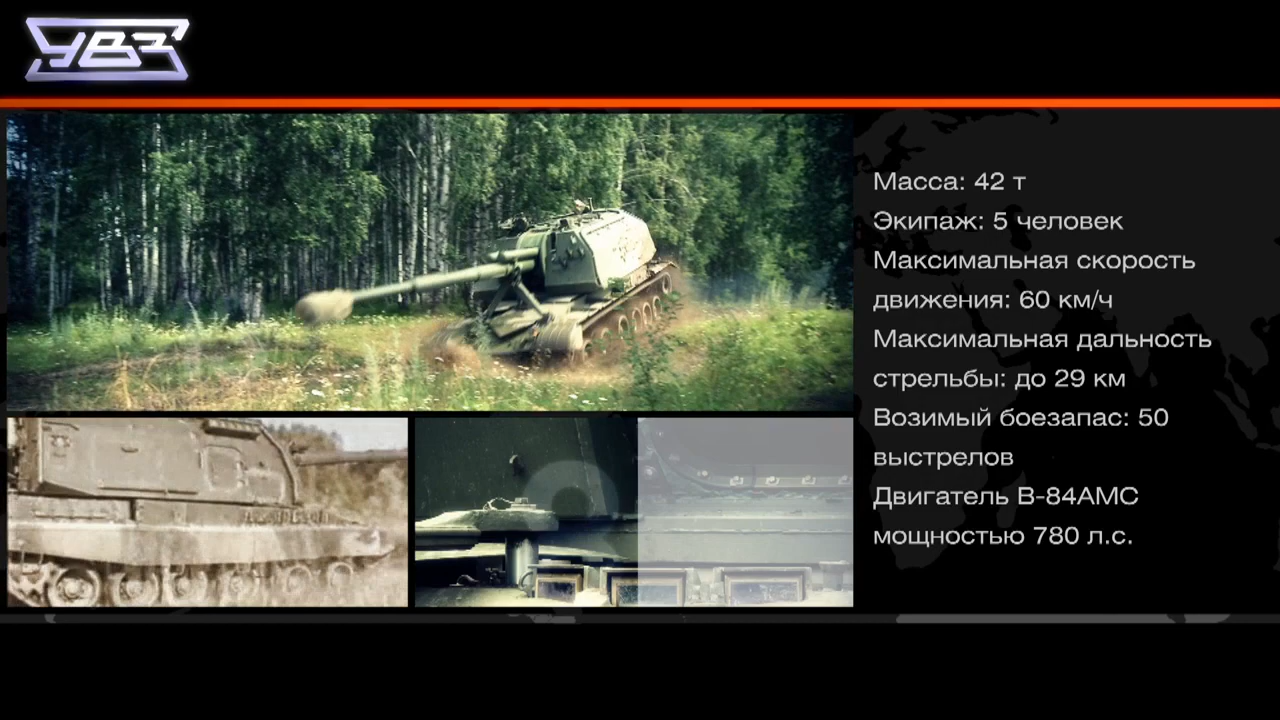 УВЗ
Масса: 42 т
Экипаж: 5 человек
Максимальная скорость
движения: 60 км/ч
Максимальная дальность
стрельбы: до 29 км
Возимый боезапас: 50
выстрелов
Двигатель В-84АМС
мощностью 780 л.с.